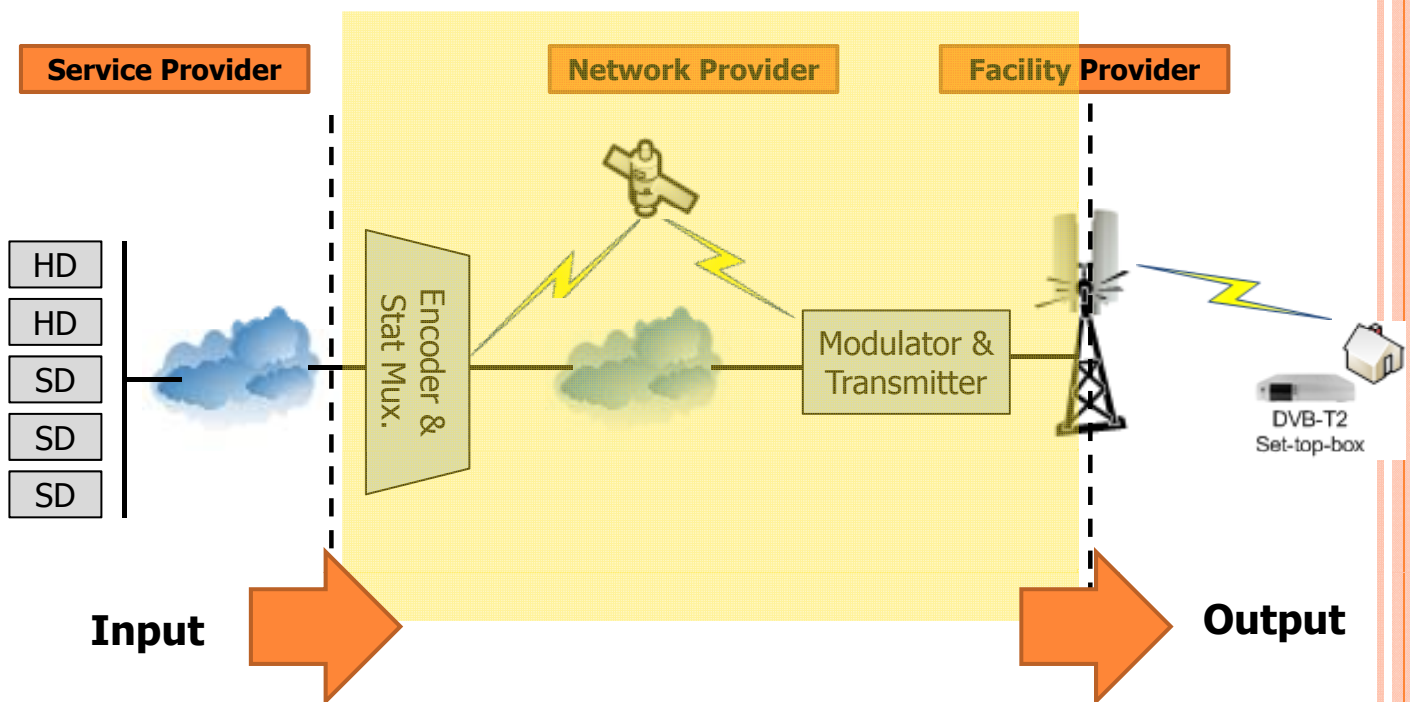 Service Provider
Network Provider
Facility Provider
HD
HD
SD
SD
SD
Encoder &
Stat Mux.
Modulator &
Transmitter
DVB-T2
Set-top-box
Input
Output